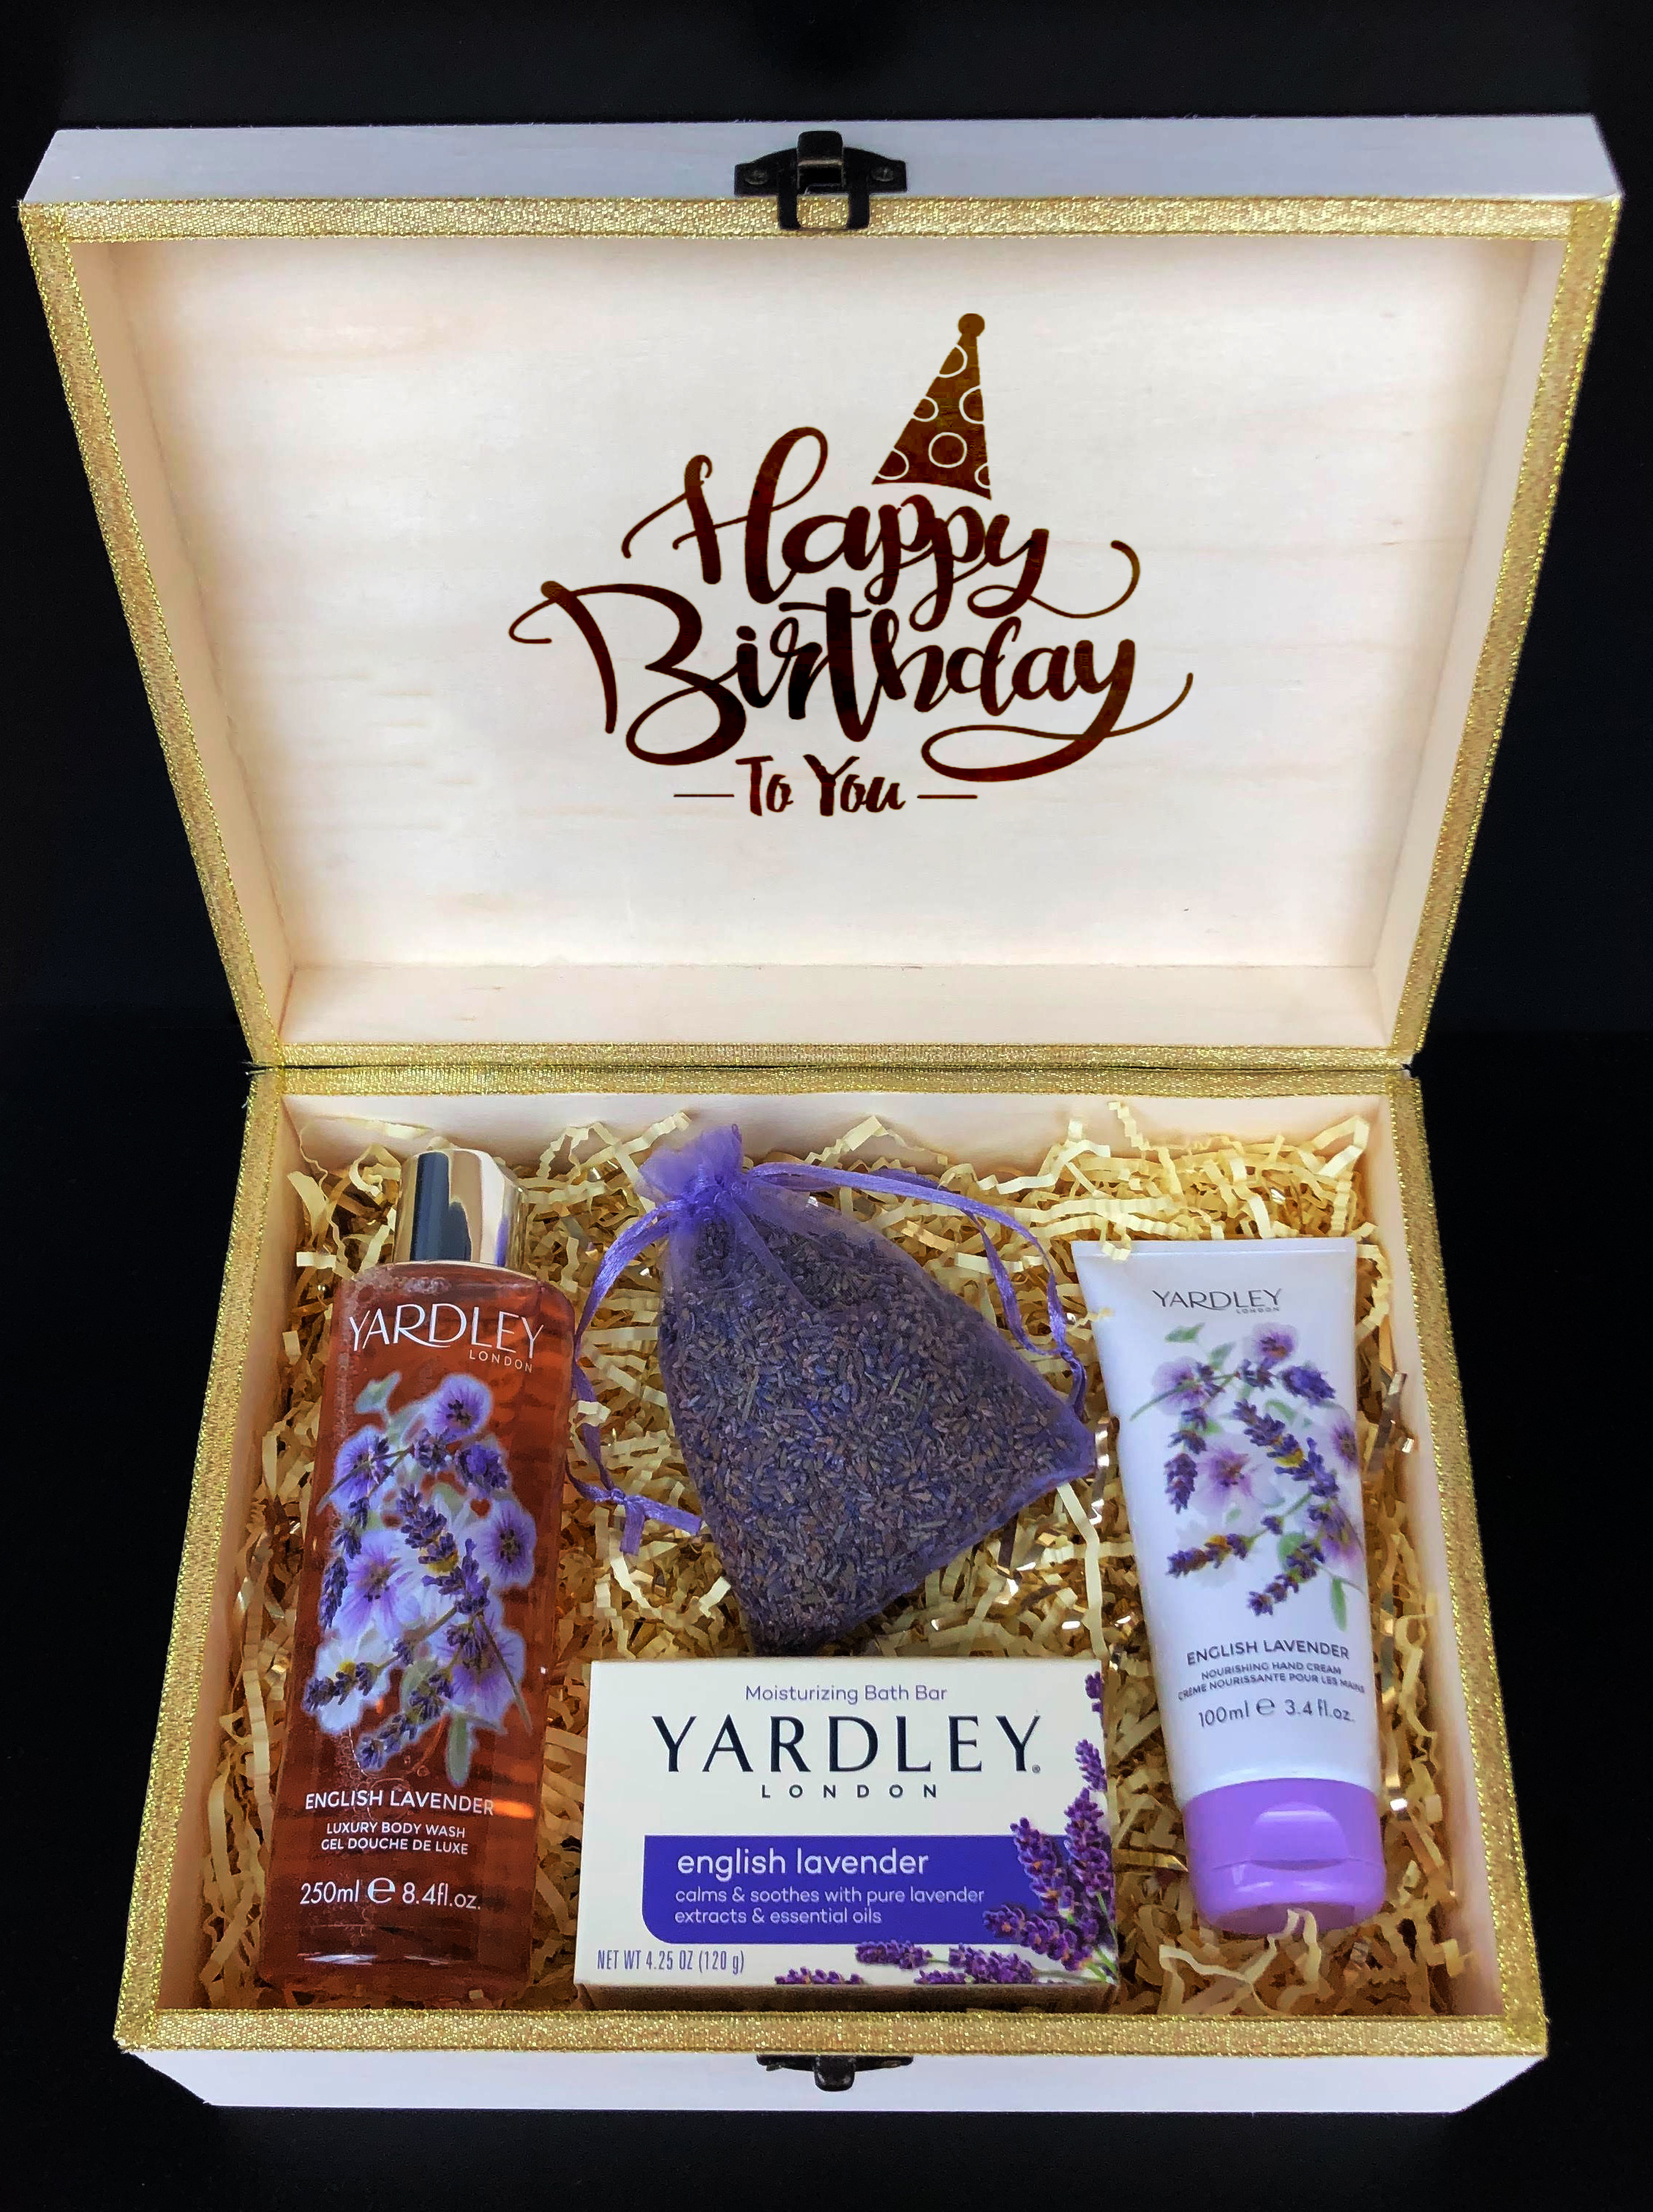 Happy
Birthday
To You
YARDLEY
LONDON
ENGLISH LAVENDER
LUXURY BODY WASH
GEL DOUCHE DE LUXE
250ml e 8.4fl.oz.
Moisturizing Bath Bar
YARDLEY®
LONDON
english lavender
calms & soothes with pure lavender
extracts & essential oils
NET WT 4.25 OZ (120 g)
YARDLEY
LONDON
ENGLISH LAVENDER
NOURISHING HAND CREAM
CRÈME NOURISSANTE POUR LES MAINS
100ml e 3.4 fl.oz.